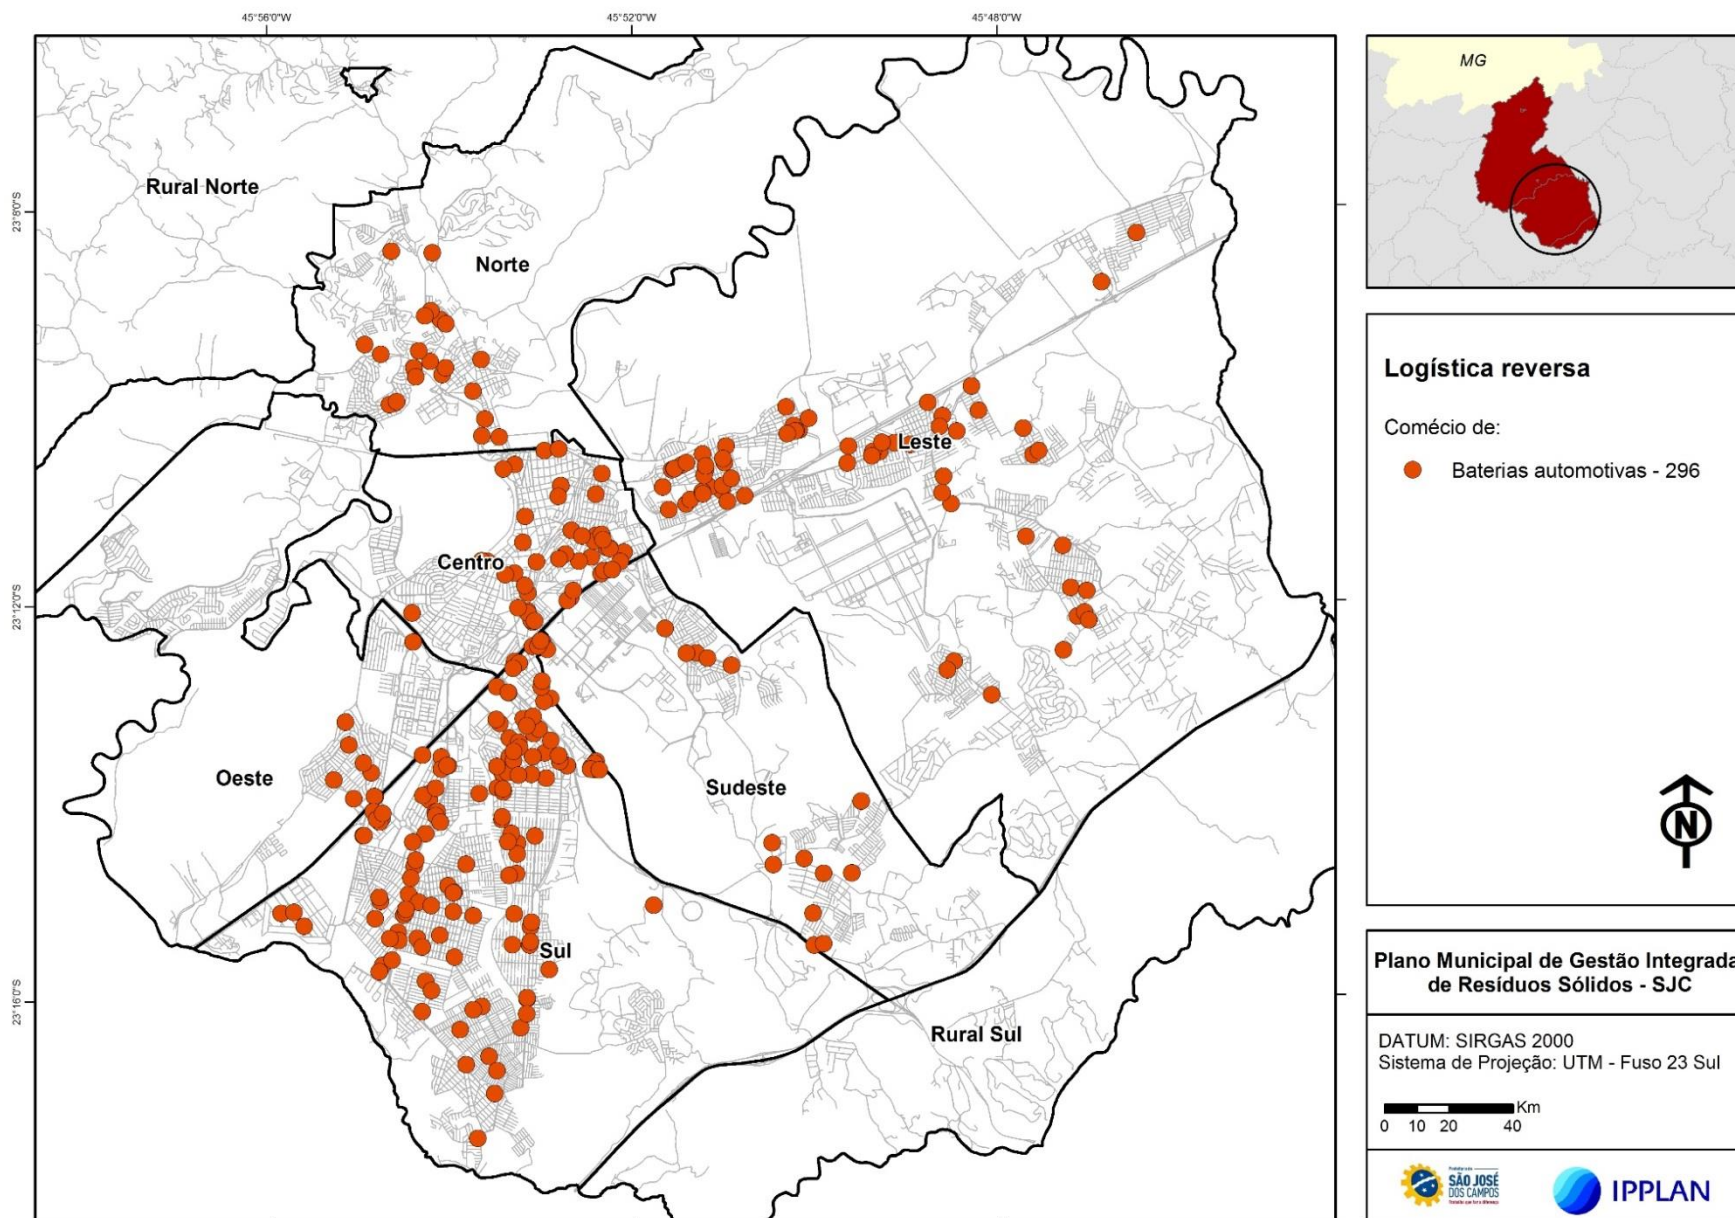 45°56'0"W
45°52'0"W
45°48'0"W
23°8'0"S
23°12'0"S
23°16'0"S
Rural Norte
Norte
Leste
Centro
Oeste
Sudeste
Sul
Rural Sul
MG
Logística reversa
Comécio de:
Baterias automotivas - 296
N
Plano Municipal de Gestão Integrada
de Resíduos Sólidos - SJC
DATUM: SIRGAS 2000
Sistema de Projeção: UTM - Fuso 23 Sul
Km
0 10 20 40
SÃO JOSÉ
DOS CAMPOS
IPPLAN